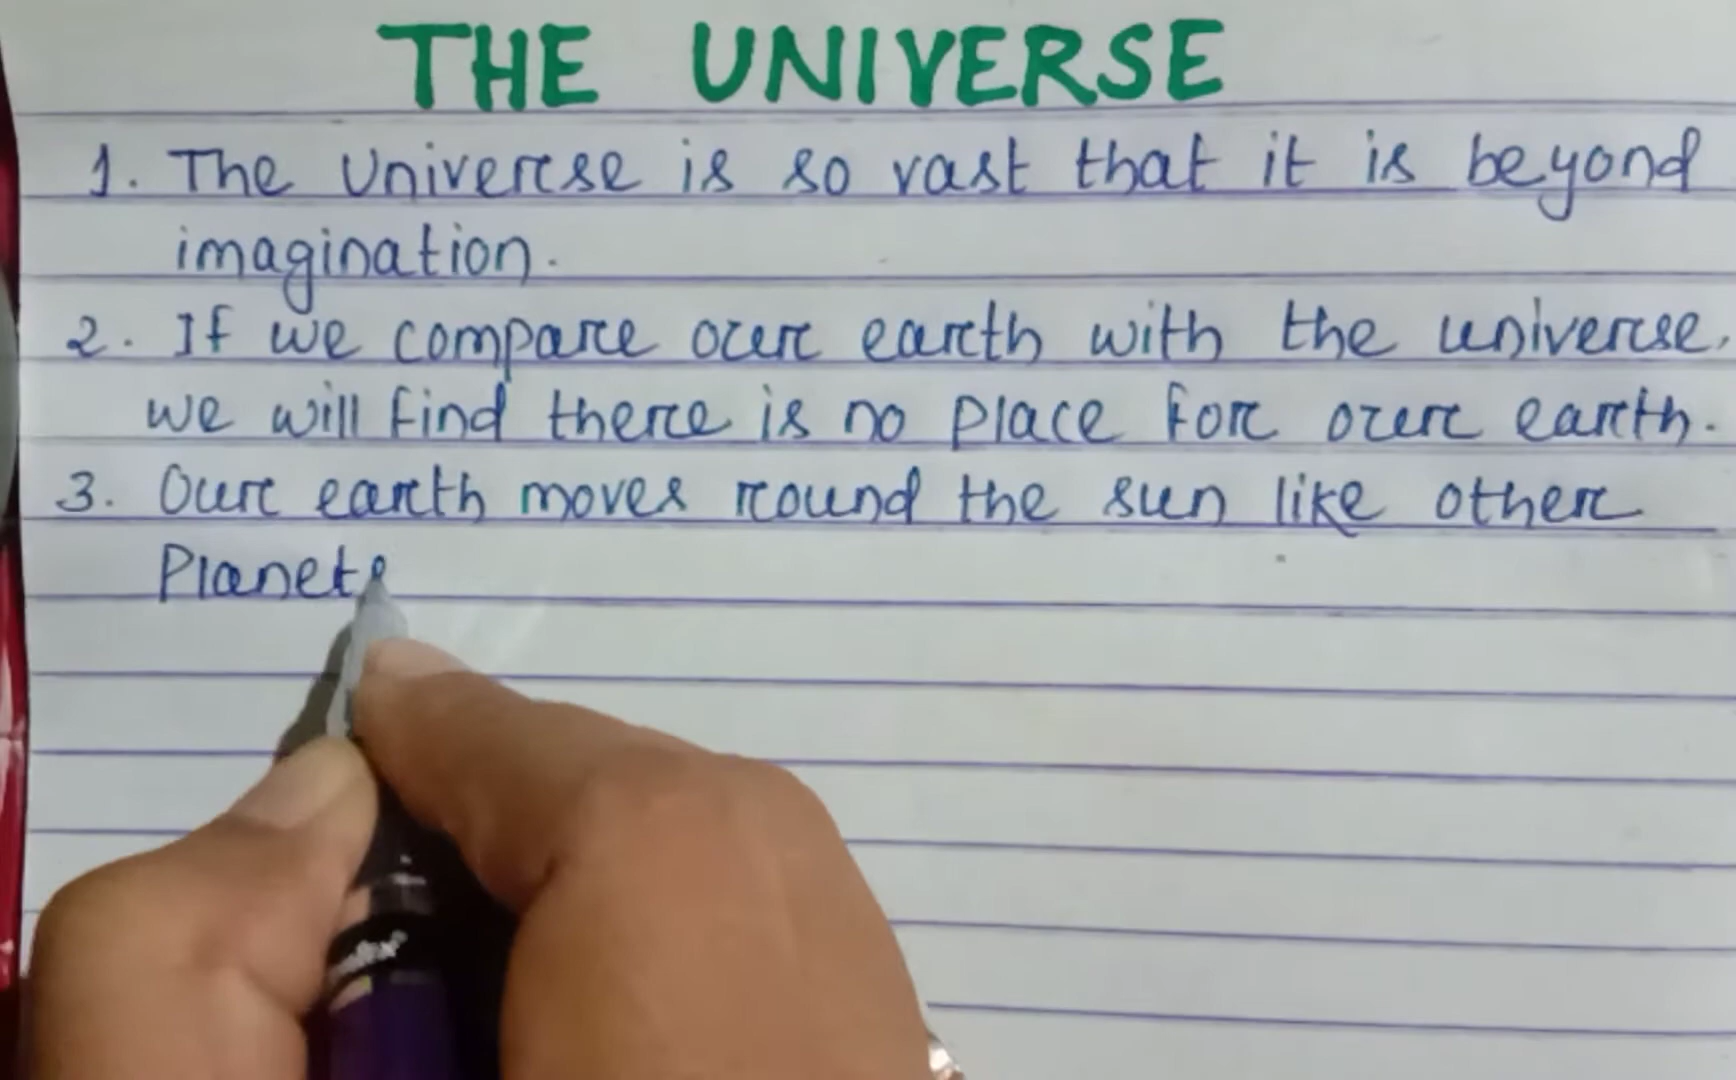 THE UNIVERSE
1. The Universe is so vast that it is beyond
imagination.
2. If we compare our earth with the universe,
we will find there is no place for our earth.
3. Our earth moves round the sun like other
Planets